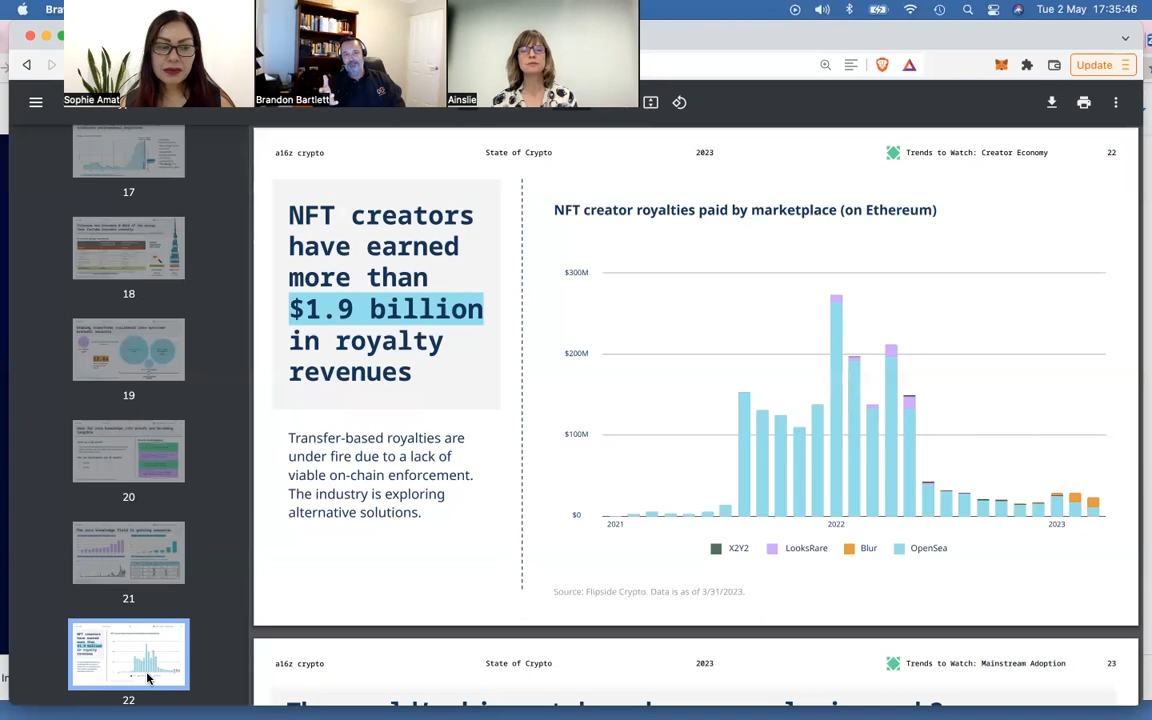 Bra
Tue 2 May 17:35:46
Update
Sophie Amat
Brandon Bartlett
Ainslie
17
18
19
20
21
22
a16z crypto
State of Crypto
2023
Trends to Watch: Creator Economy
22
NFT creators
have earned
more than
$1.9 billion
in royalty
revenues
Transfer-based royalties are
under fire due to a lack of
viable on-chain enforcement.
The industry is exploring
alternative solutions.
NFT creator royalties paid by marketplace (on Ethereum)
$300M
$200M
$100M
$0
2021
2022
2023
X2Y2
LooksRare
Blur
OpenSea
Source: Flipside Crypto. Data is as of 3/31/2023.
a16z crypto
State of Crypto
2023
Trends to Watch: Mainstream Adoption
23